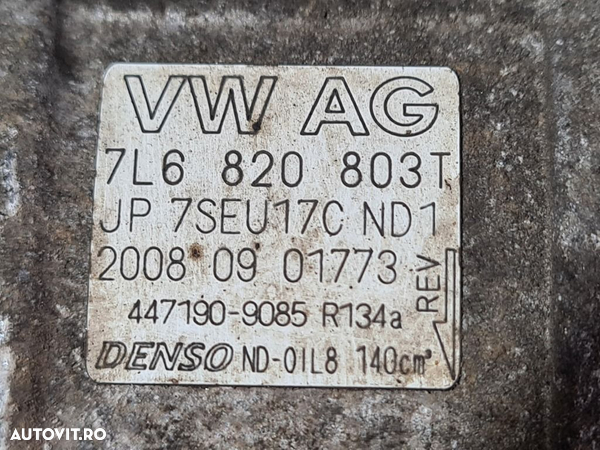 VW AG
7L6 820 803T
JP 7SEU17C ND1
2008 09 01773
REV
447190-9085 R134a
DENSO ND-OIL8 140cm³
AUTOVIT.RO